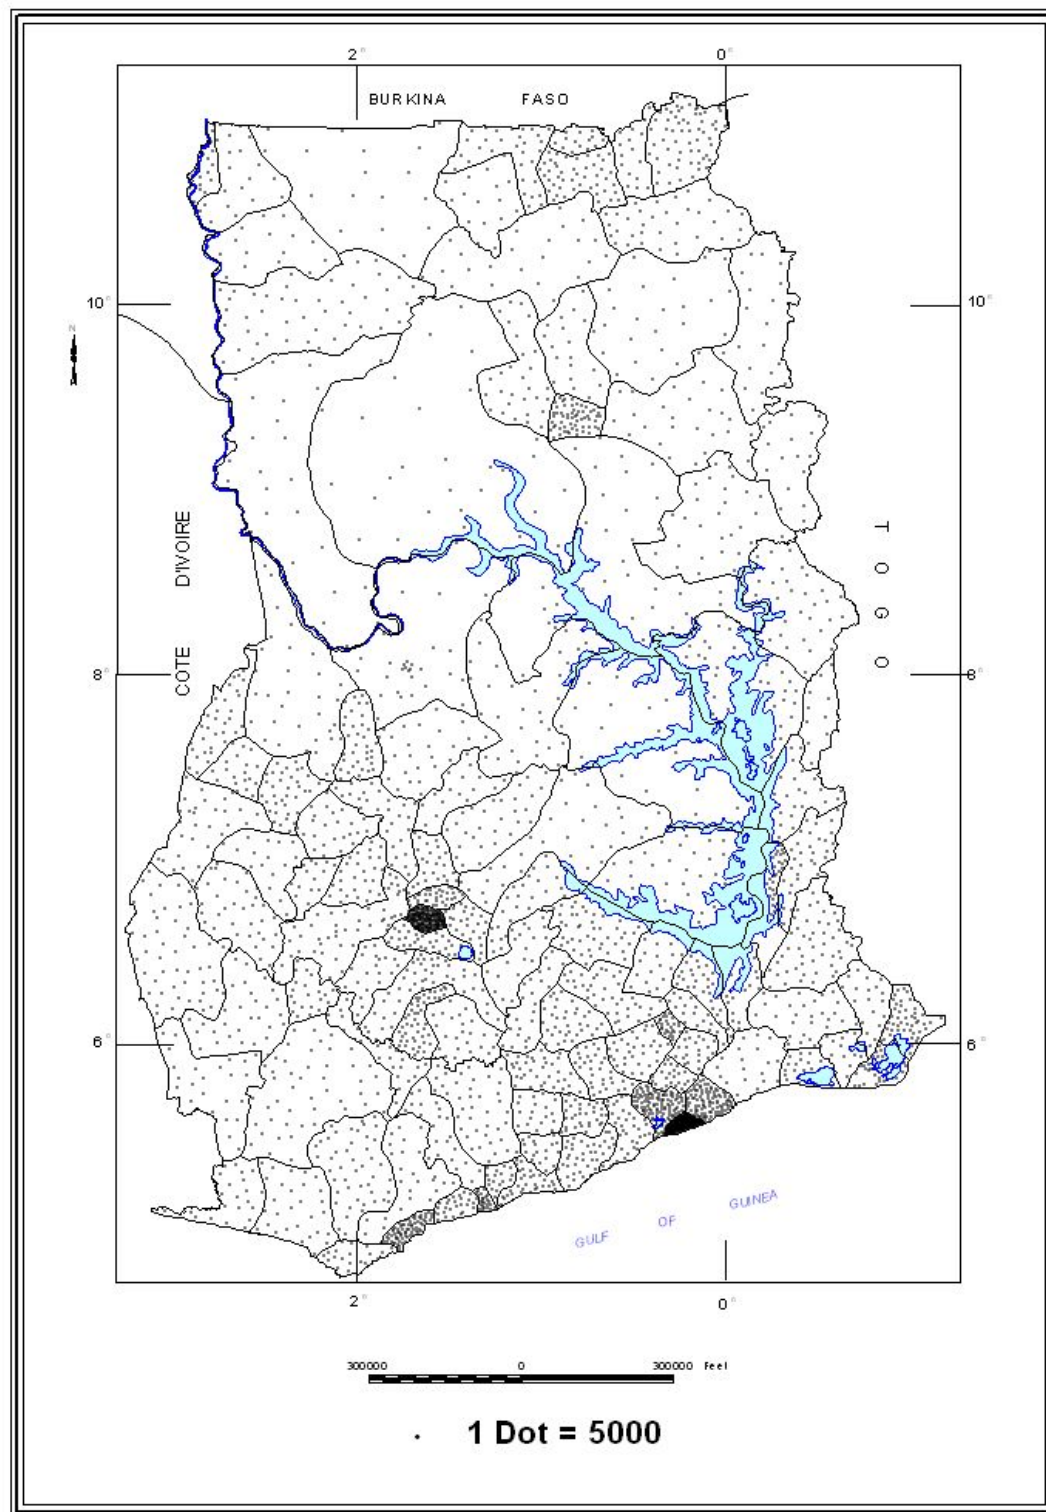 2° 0°
BURKINA FASO
10° 10°
N
COTE D'IVOIRE
T O G O
8° 8°
6° 6°
GULF OF GUINEA
2° 0°
300000 0 300000 Feet
1 Dot = 5000